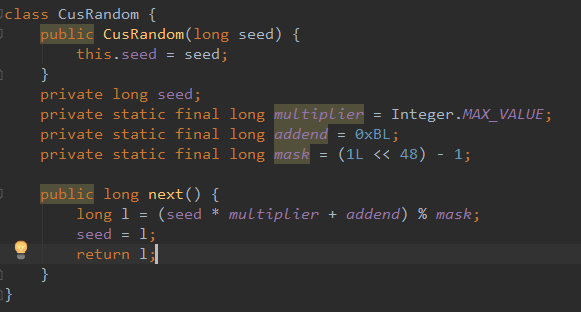 class CusRandom {
    public CusRandom(long seed) {
        this.seed = seed;
    }
    private long seed;
    private static final long multiplier = Integer.MAX_VALUE;
    private static final long addend = 0xBL;
    private static final long mask = (1L << 48) - 1;

    public long next() {
        long l = (seed * multiplier + addend) % mask;
        seed = l;
        return l;
    }
}